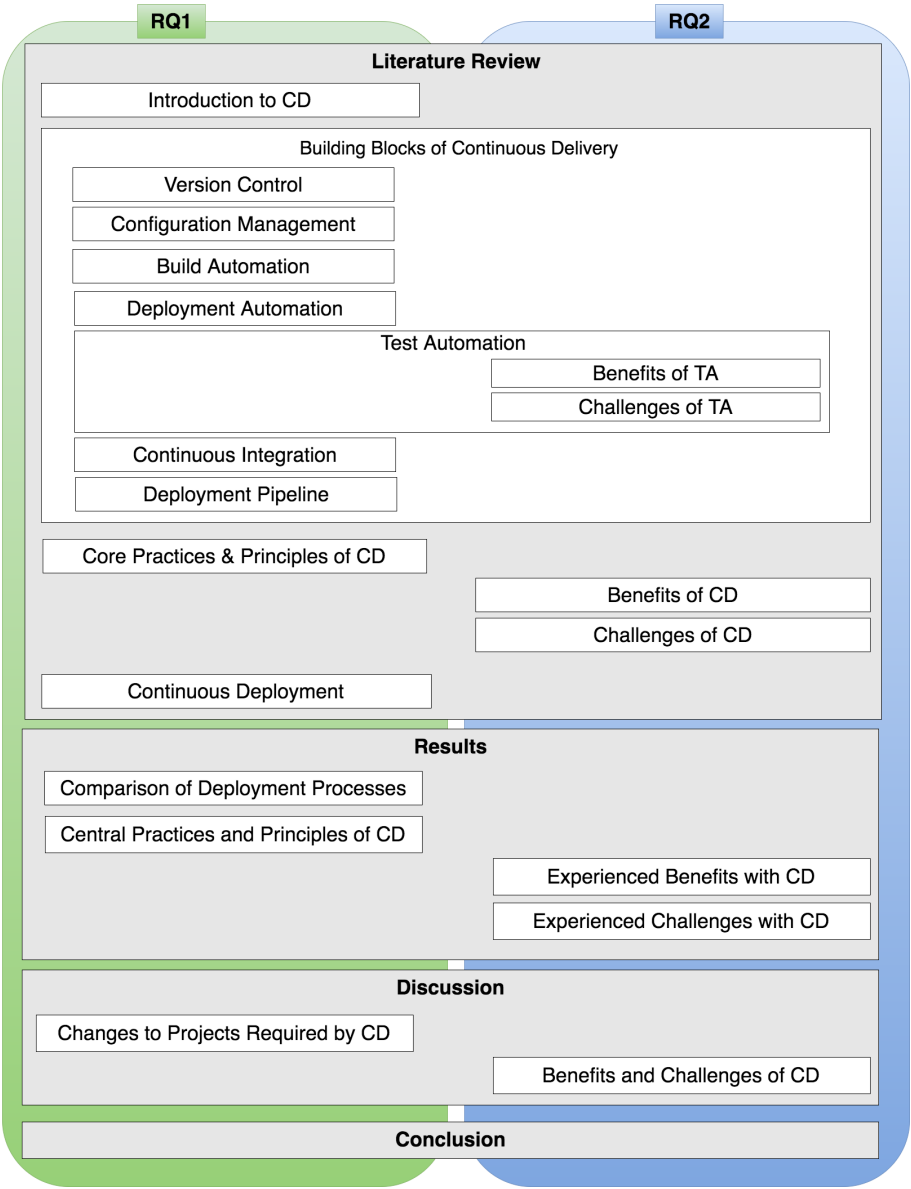 RQ1
RQ2
Literature Review
Introduction to CD
Building Blocks of Continuous Delivery
Version Control
Configuration Management
Build Automation
Deployment Automation
Test Automation
Benefits of TA
Challenges of TA
Continuous Integration
Deployment Pipeline
Core Practices & Principles of CD
Benefits of CD
Challenges of CD
Continuous Deployment
Results
Comparison of Deployment Processes
Central Practices and Principles of CD
Experienced Benefits with CD
Experienced Challenges with CD
Discussion
Changes to Projects Required by CD
Benefits and Challenges of CD
Conclusion